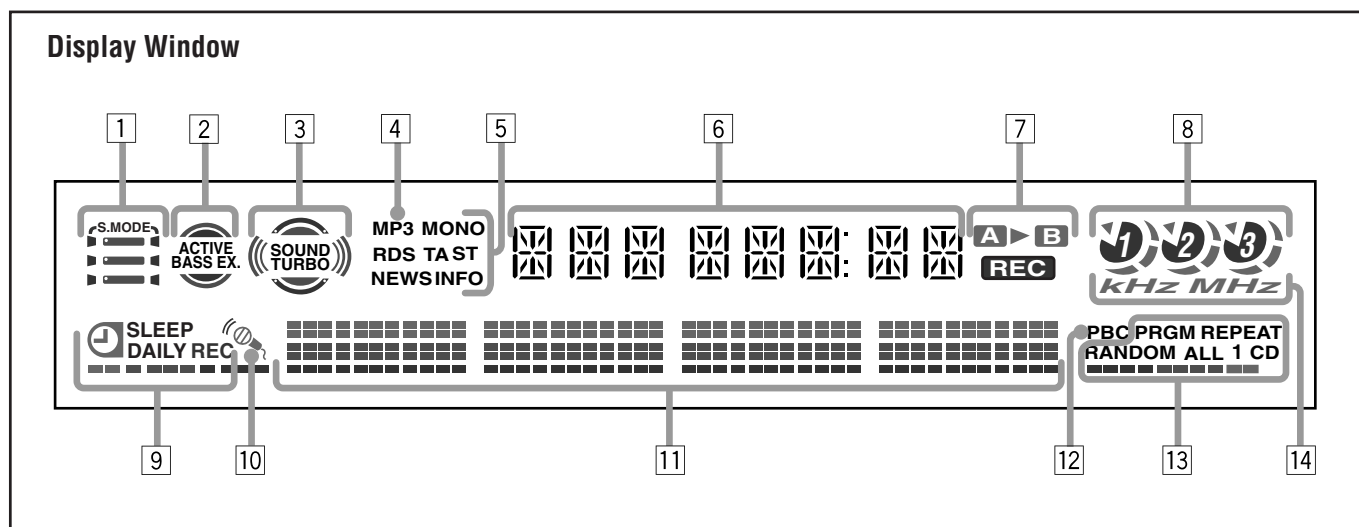 Display Window
1 2 3 4 5 6 7 8
S.MODE
ACTIVE
BASS EX.
SOUND
TURBO
MP3 MONO
RDS TA ST
NEWS INFO
A ► B
REC
1 2 3
kHz MHz
SLEEP
DAILY REC
PBC PRGM REPEAT
RANDOM ALL 1 CD
9 10 11 12 13 14